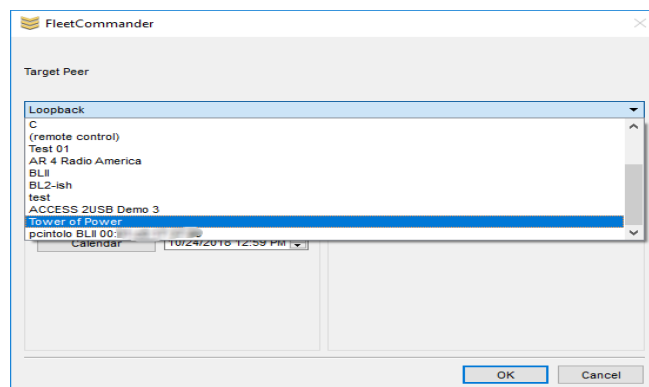 FleetCommander
Target Peer
Loopback
C
(remote control)
Test 01
AR 4 Radio America
BLII
BL2-ish
test
ACCESS 2USB Demo 3
Tower of Power
pcintolo BLII 00:
Calendar 10/24/2018 12:59 PM
OK Cancel